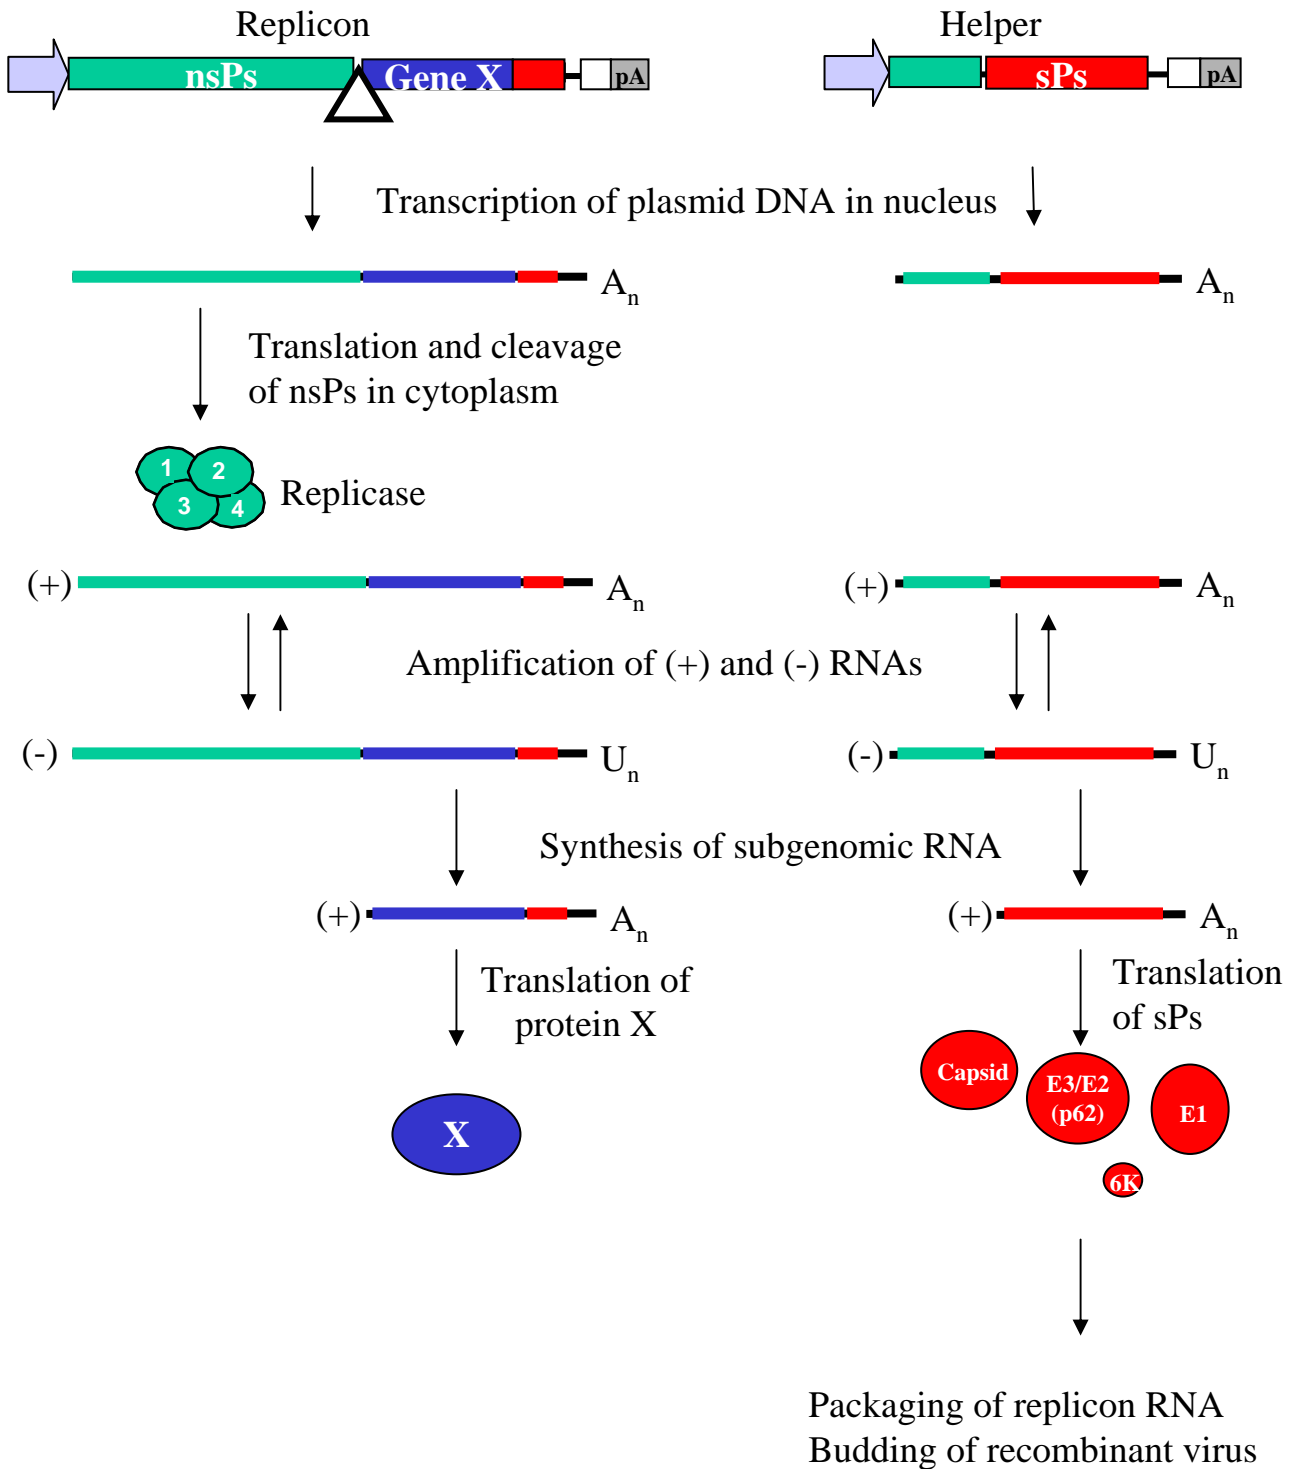 Replicon
Helper
nsPs
Gene X
pA
sPs
pA
Transcription of plasmid DNA in nucleus
Aₙ
Aₙ
Translation and cleavage
of nsPs in cytoplasm
1
2
3
4
Replicase
(+)
Aₙ
(+)
Aₙ
Amplification of (+) and (-) RNAs
(-)
Uₙ
(-)
Uₙ
Synthesis of subgenomic RNA
(+)
Aₙ
(+)
Aₙ
Translation of
protein X
Translation
of sPs
Capsid
E3/E2
(p62)
E1
X
6K
Packaging of replicon RNA
Budding of recombinant virus